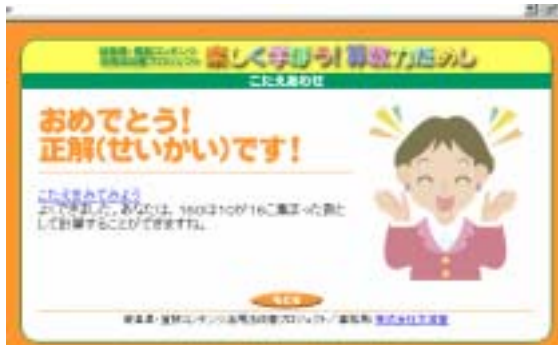 楽しく学ぼう!算数力だめし
こたえあわせ
おめでとう!
正解(せいかい)です!
こたえをみてみよう
よくできました。あなたは、160は10が16こ集まった数と
して計算することができますね。
もどる